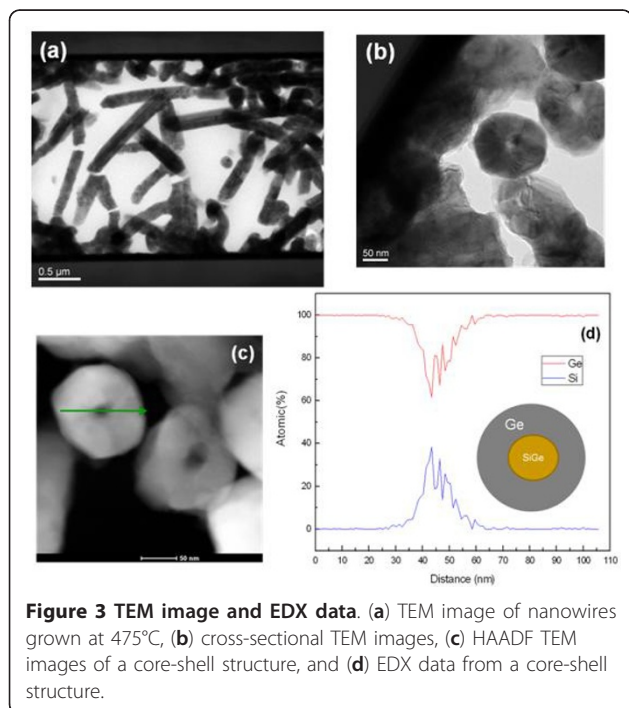 (a)
0.5 µm
(b)
50 nm
(c)
50 nm
(d)
100
80
60
40
20
0
Atomic(%)
Ge
Si
Ge
SiGe
0 10 20 30 40 50 60 70 80 90 100 110
Distance (nm)
Figure 3 TEM image and EDX data. (a) TEM image of nanowires
grown at 475°C, (b) cross-sectional TEM images, (c) HAADF TEM
images of a core-shell structure, and (d) EDX data from a core-shell
structure.